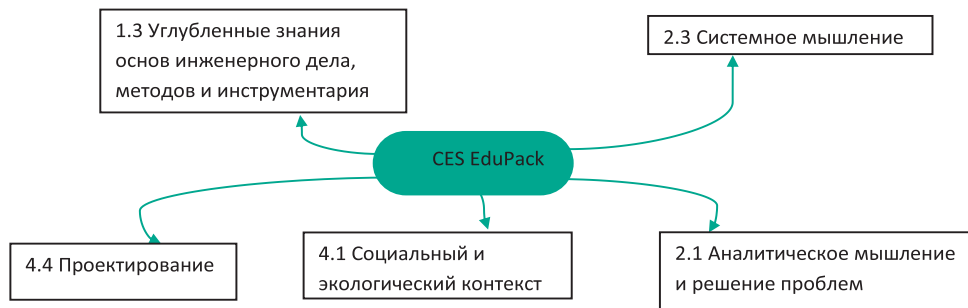 1.3 Углубленные знания
основ инженерного дела,
методов и инструментария
2.3 Системное мышление
CES EduPack
4.4 Проектирование
4.1 Социальный и
экологический контекст
2.1 Аналитическое мышление
и решение проблем